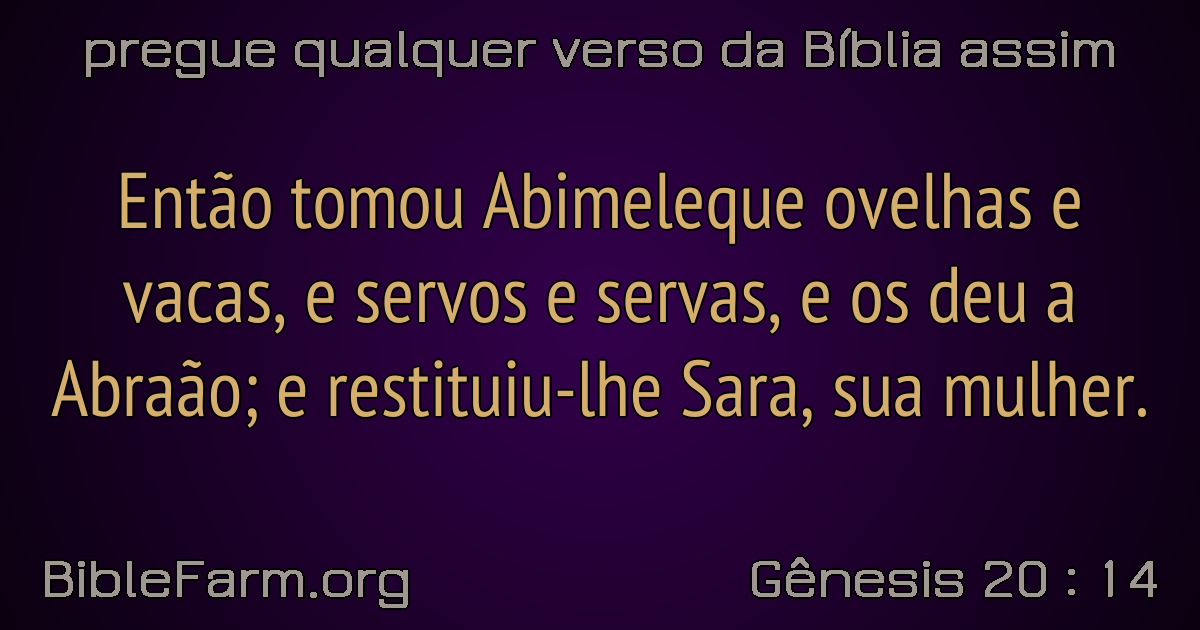 pregue qualquer verso da Bíblia assim
Então tomou Abimeleque ovelhas e
vacas, e servos e servas, e os deu a
Abraão; e restituiu-lhe Sara, sua mulher.
BibleFarm.org
Gênesis 20 : 14